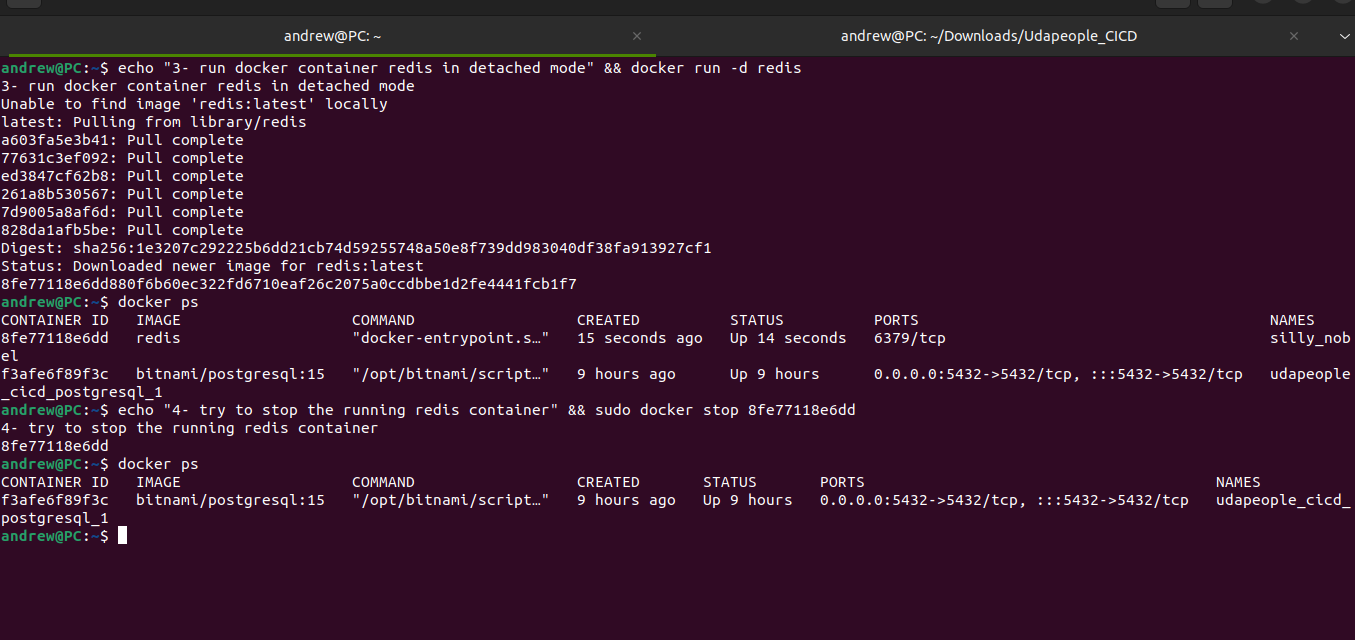 andrew@PC: ~
andrew@PC: ~/Downloads/Udapeople_CICD
andrew@PC:~$ echo "3- run docker container redis in detached mode" && docker run -d redis
3- run docker container redis in detached mode
Unable to find image 'redis:latest' locally
latest: Pulling from library/redis
a603fa5e3b41: Pull complete
77631c3ef092: Pull complete
ed3847cf62b8: Pull complete
261a8b530567: Pull complete
7d9005a8af6d: Pull complete
828da1afb5be: Pull complete
Digest: sha256:1e3207c292225b6dd21cb74d59255748a50e8f739dd983040df38fa913927cf1
Status: Downloaded newer image for redis:latest
8fe77118e6dd880f6b60ec322fd6710eaf26c2075a0ccdbbe1d2fe4441fcb1f7
andrew@PC:~$ docker ps
CONTAINER ID   IMAGE                   COMMAND                  CREATED          STATUS          PORTS                                       NAMES
8fe77118e6dd   redis                   "docker-entrypoint.s…"   15 seconds ago   Up 14 seconds   6379/tcp                                    silly_nob
el
f3afe6f89f3c   bitnami/postgresql:15   "/opt/bitnami/script…"   9 hours ago      Up 9 hours      0.0.0.0:5432->5432/tcp, :::5432->5432/tcp   udapeople
_cicd_postgresql_1
andrew@PC:~$ echo "4- try to stop the running redis container" && sudo docker stop 8fe77118e6dd
4- try to stop the running redis container
8fe77118e6dd
andrew@PC:~$ docker ps
CONTAINER ID   IMAGE                   COMMAND                  CREATED       STATUS       PORTS                                       NAMES
f3afe6f89f3c   bitnami/postgresql:15   "/opt/bitnami/script…"   9 hours ago   Up 9 hours   0.0.0.0:5432->5432/tcp, :::5432->5432/tcp   udapeople_cicd_
postgresql_1
andrew@PC:~$